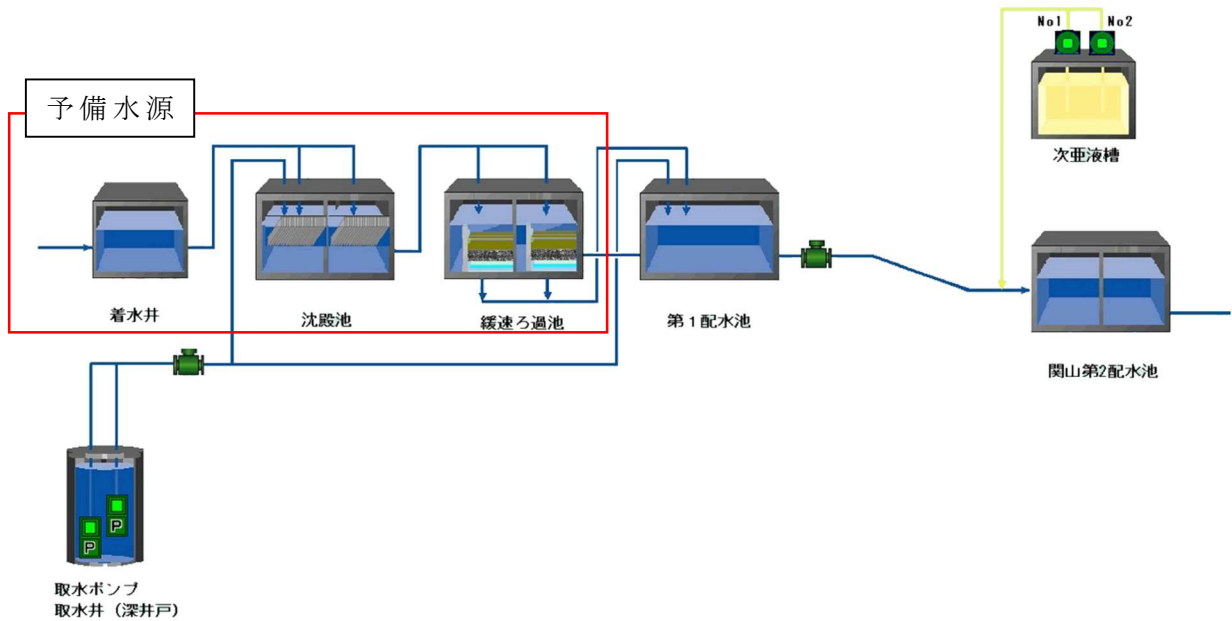 No1 No2
予備水源
次亜液槽
着水井
沈殿池
緩速ろ過池
第1配水池
関山第2配水池
P
P
取水ポンプ
取水井（深井戸）